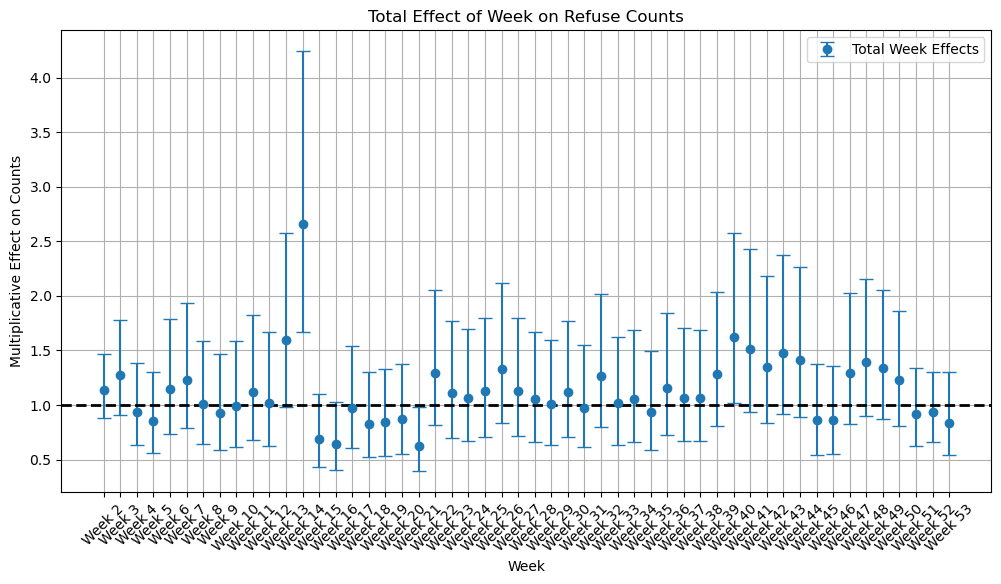 Total Effect of Week on Refuse Counts
Total Week Effects
Multiplicative Effect on Counts
4.0
3.5
3.0
2.5
2.0
1.5
1.0
0.5
Week 2
Week 3
Week 4
Week 5
Week 6
Week 7
Week 8
Week 9
Week 10
Week 11
Week 12
Week 13
Week 14
Week 15
Week 16
Week 17
Week 18
Week 19
Week 20
Week 21
Week 22
Week 23
Week 24
Week 25
Week 26
Week 27
Week 28
Week 29
Week 30
Week 31
Week 32
Week 33
Week 34
Week 35
Week 36
Week 37
Week 38
Week 39
Week 40
Week 41
Week 42
Week 43
Week 44
Week 45
Week 46
Week 47
Week 48
Week 49
Week 50
Week 51
Week 52
Week 53
Week